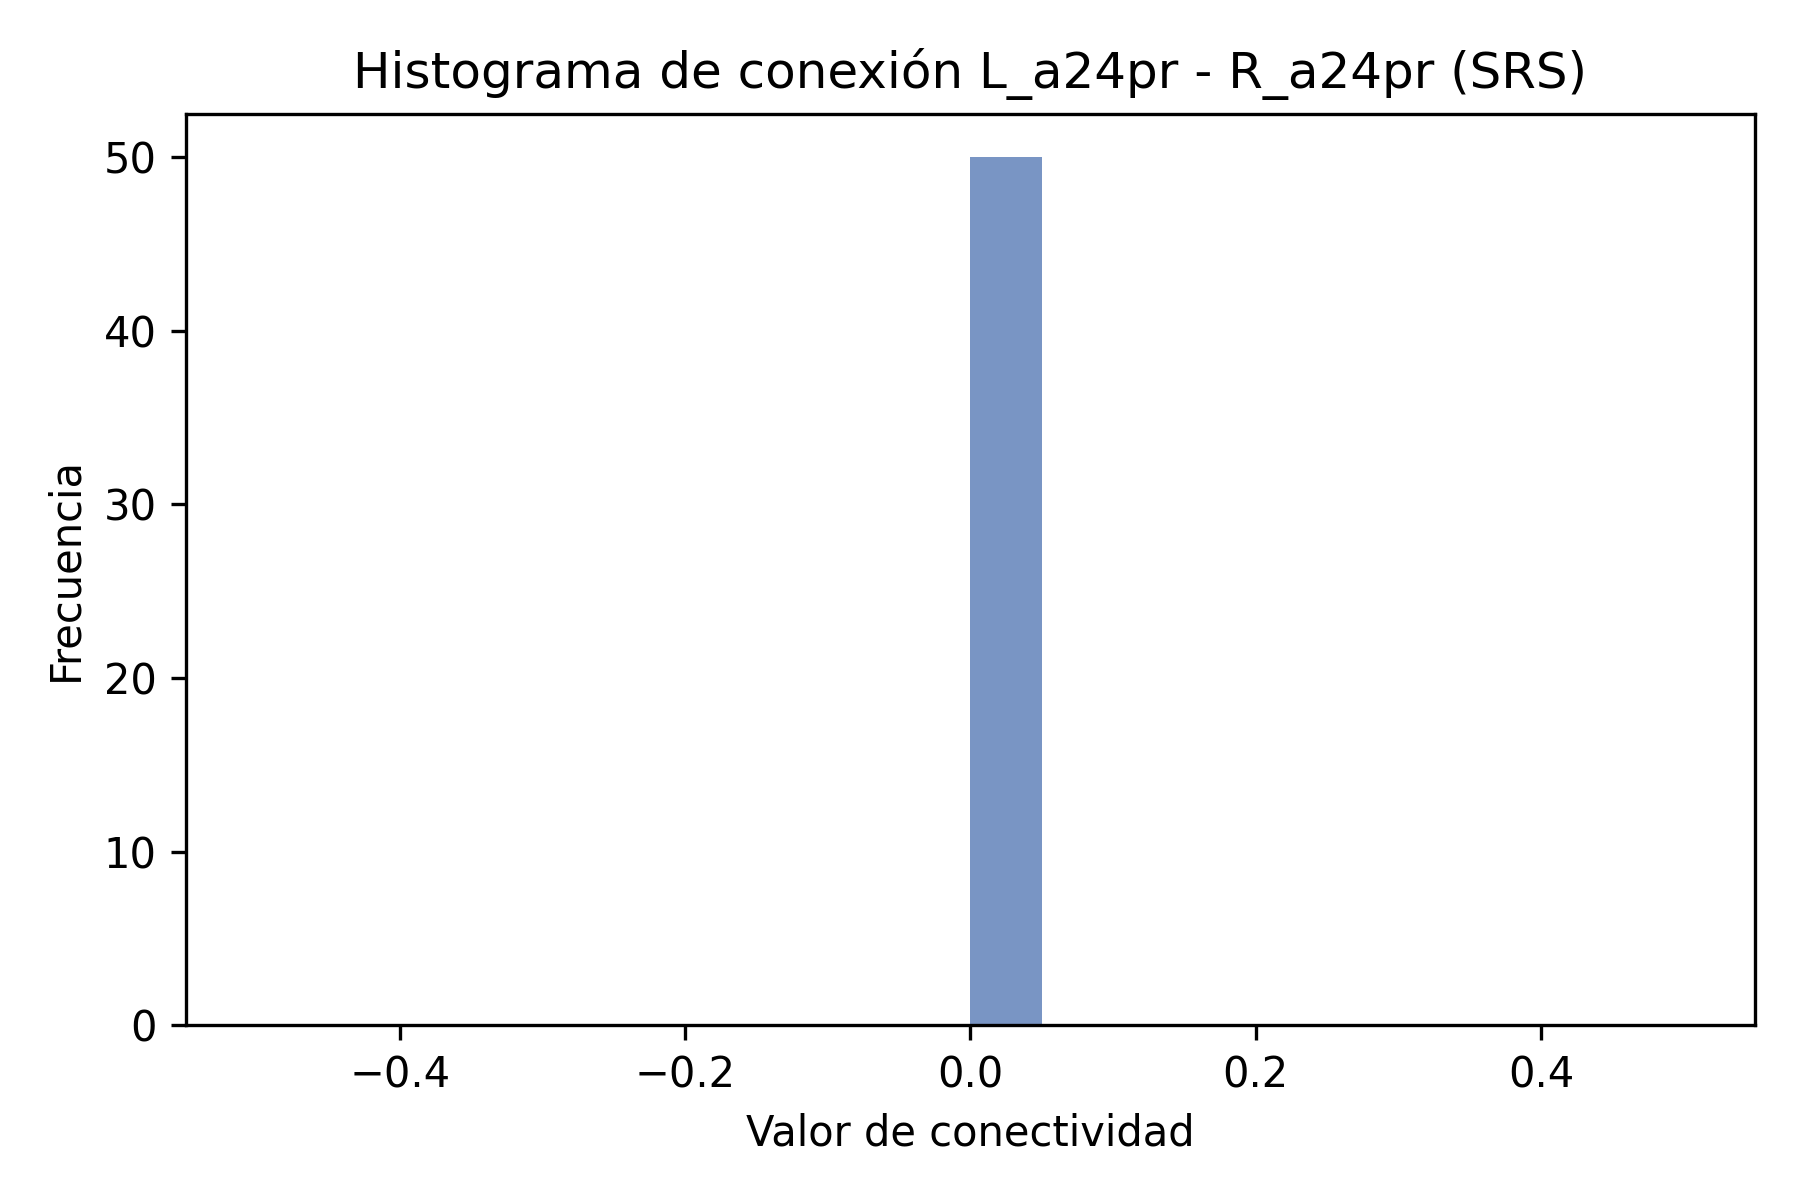 Histograma de conexión L_a24pr - R_a24pr (SRS)
50
40
30
20
10
0
Frecuencia
−0.4 −0.2 0.0 0.2 0.4
Valor de conectividad